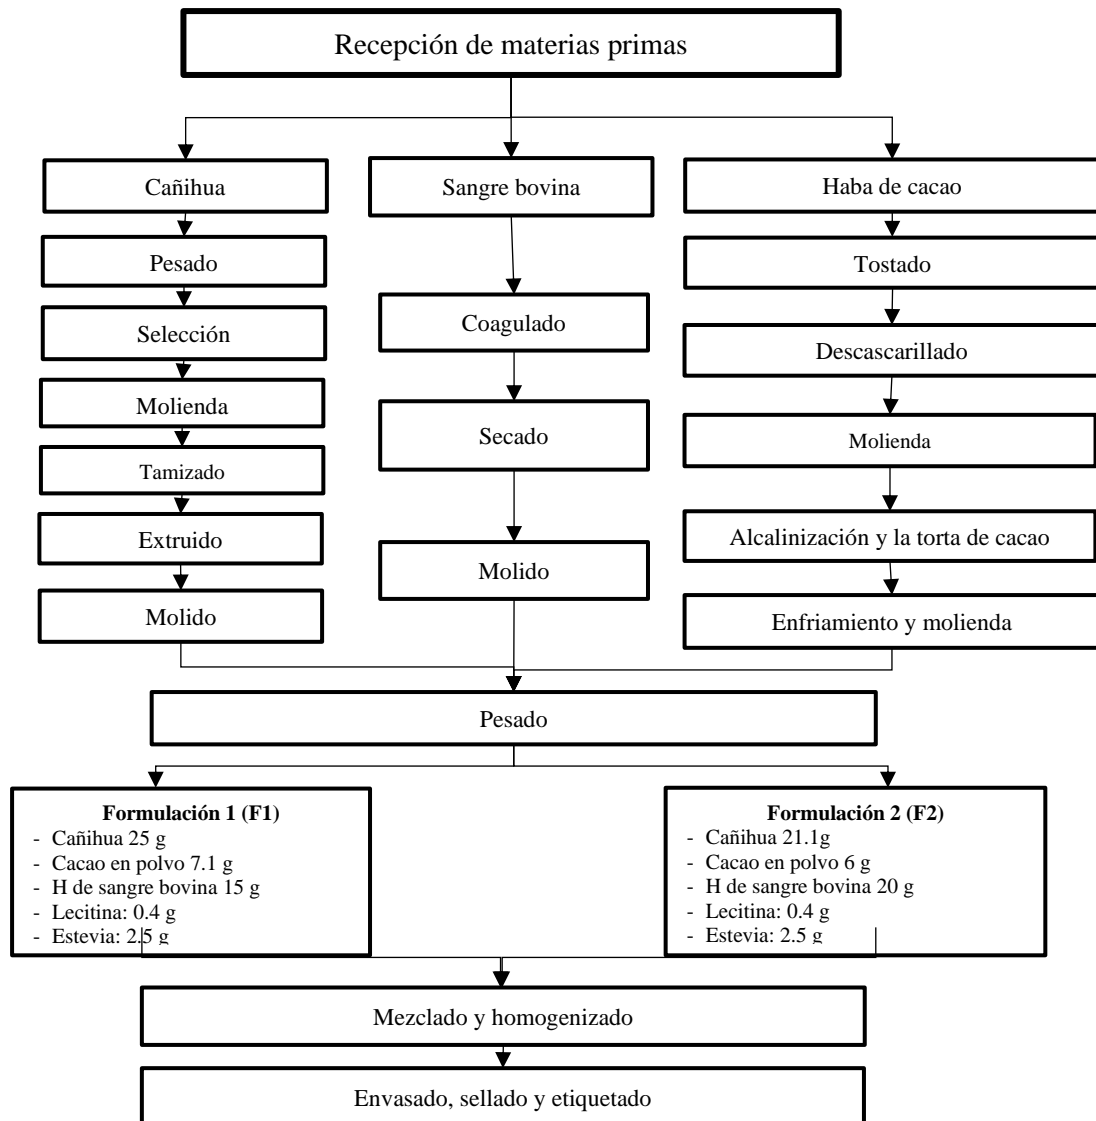 Recepción de materias primas
Cañihua
Pesado
Selección
Molienda
Tamizado
Extruido
Molido
Sangre bovina
Coagulado
Secado
Molido
Haba de cacao
Tostado
Descascarillado
Molienda
Alcalinización y la torta de cacao
Enfriamiento y molienda
Pesado
Formulación 1 (F1)
- Cañihua 25 g
- Cacao en polvo 7.1 g
- H de sangre bovina 15 g
- Lecitina: 0.4 g
- Estevia: 2.5 g
Formulación 2 (F2)
- Cañihua 21.1g
- Cacao en polvo 6 g
- H de sangre bovina 20 g
- Lecitina: 0.4 g
- Estevia: 2.5 g
Mezclado y homogenizado
Envasado, sellado y etiquetado